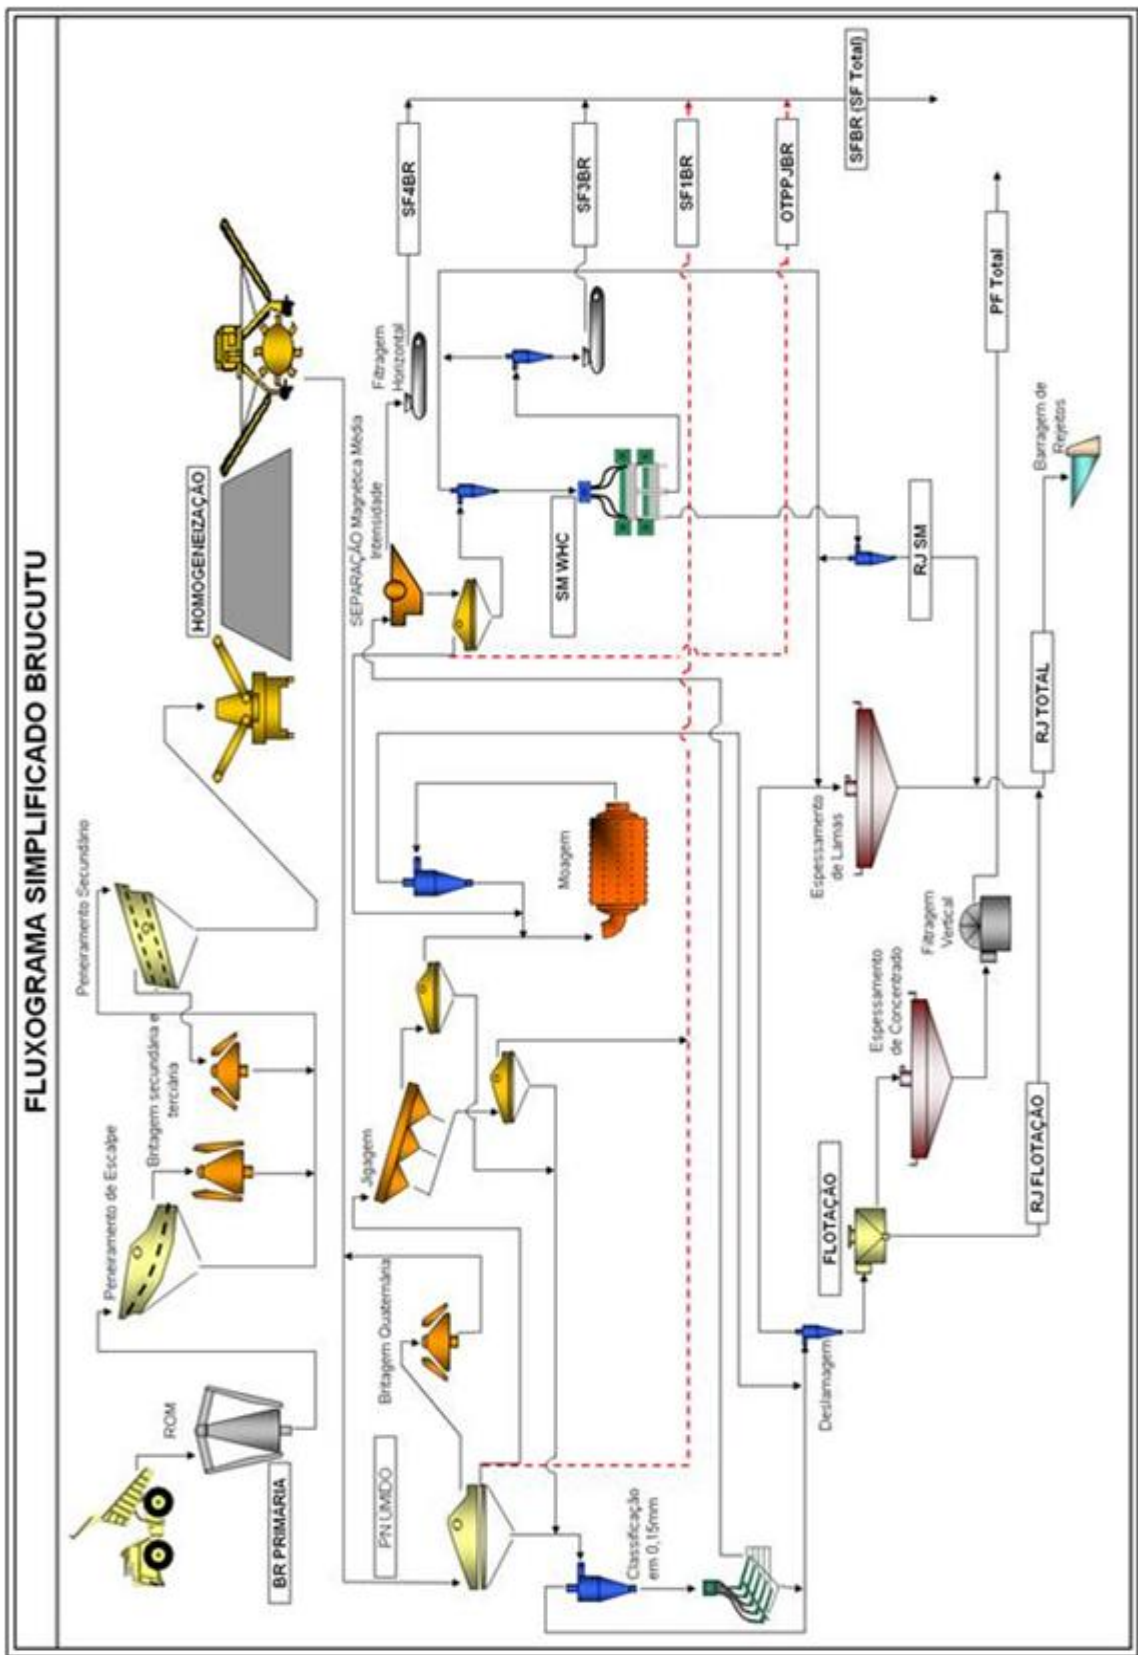 FLUXOGRAMA SIMPLIFICADO BRUCUTU
ROM
BR PRIMÁRIA
Peneiramento de Escalpe
Britagem secundária e
terciária
Peneiramento Secundário
HOMOGENEIZAÇÃO
PN ÚMIDO
Britagem Quaternária
Jigagem
Moagem
SEPARAÇÃO Magnética Média
Intensidade
Filtragem
Horizontal
SF4BR
SM WHC
SF3BR
Classificação
em 0,15mm
SF1BR
OTPPJBR
SFBR (SF Total)
Deslamagem
FLOTAÇÃO
Espessamento
de Concentrado
Filtragem
Vertical
Espessamento
de Lamas
RJ SM
PF Total
RJ FLOTAÇÃO
RJ TOTAL
Barragem de
Rejeitos